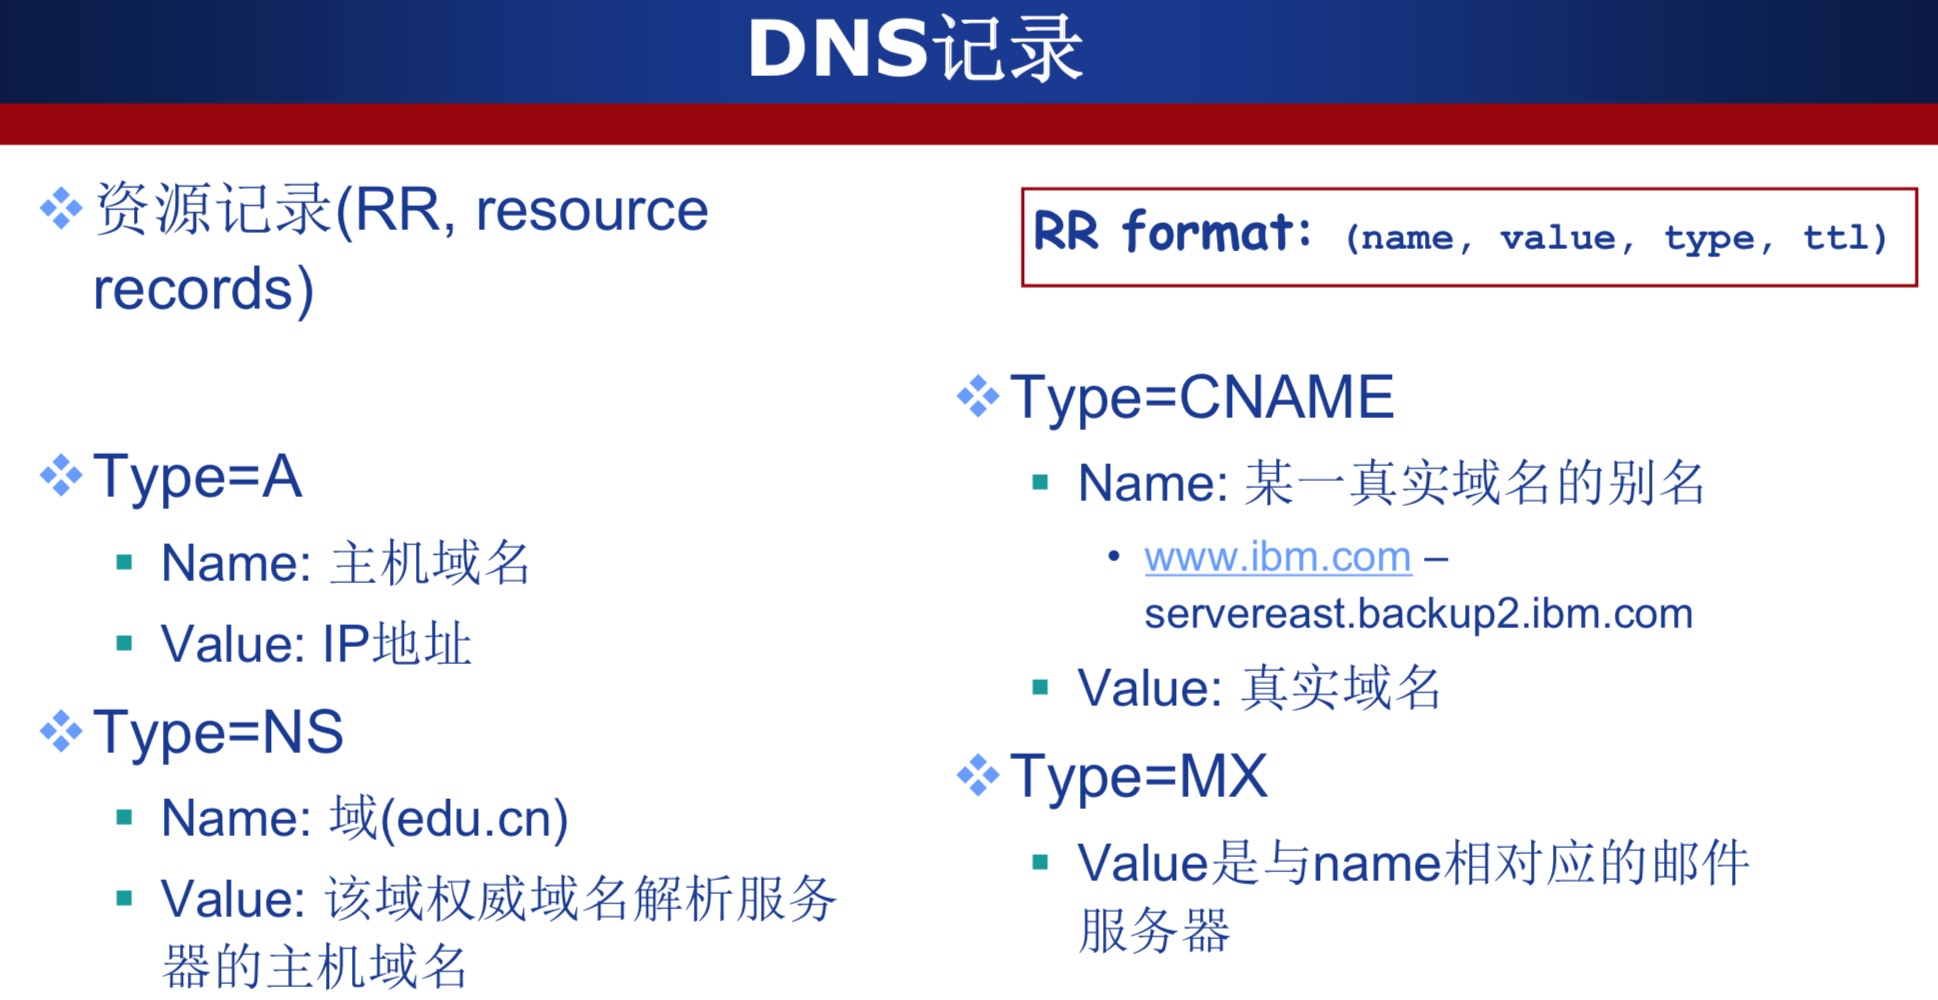 DNS记录
资源记录(RR, resource
records)
RR format: (name, value, type, ttl)
Type=A
Name: 主机域名
Value: IP地址
Type=NS
Name: 域(edu.cn)
Value: 该域权威域名解析服务
器的主机域名
Type=CNAME
Name: 某一真实域名的别名
www.ibm.com –
servereast.backup2.ibm.com
Value: 真实域名
Type=MX
Value是与name相对应的邮件
服务器